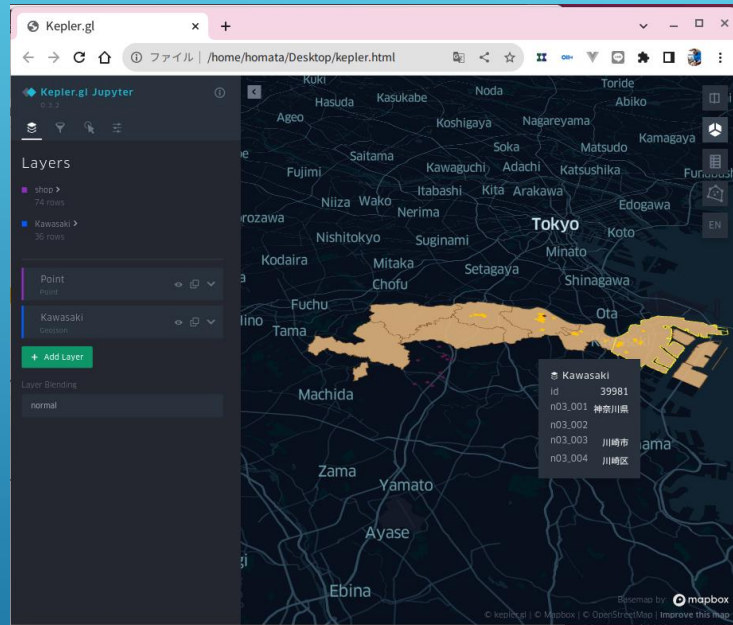 Kepler.gl
ファイル | /home/homata/Desktop/kepler.html
Kepler.gl Jupyter
0.3.2
Layers
shop
74 rows
Kawasaki
36 rows
Point
Point
Kawasaki
Geojson
+ Add Layer
Layer Blending
normal
EN
Kuki
Noda
Toride
Hasuda
Kasukabe
Abiko
Ageo
Koshigaya
Nagareyama
Kamagaya
Soka
Matsudo
Saitama
Fujimi
Kawaguchi
Adachi
Katsushika
Itabashi
Kita
Arakawa
Niiza
Wako
Nerima
Edogawa
Tokyo
Koto
Nishitokyo
Suginami
Minato
Kodaira
Mitaka
Setagaya
Chofu
Shinagawa
Fuchu
Ota
Tama
Kawasaki
id 39981
n03_001 神奈川県
n03_002
n03_003 川崎市
n03_004 川崎区
Machida
Zama
Yamato
Ayase
Ebina
Basemap by: mapbox
© kepler.gl | © Mapbox | © OpenStreetMap | Improve this map